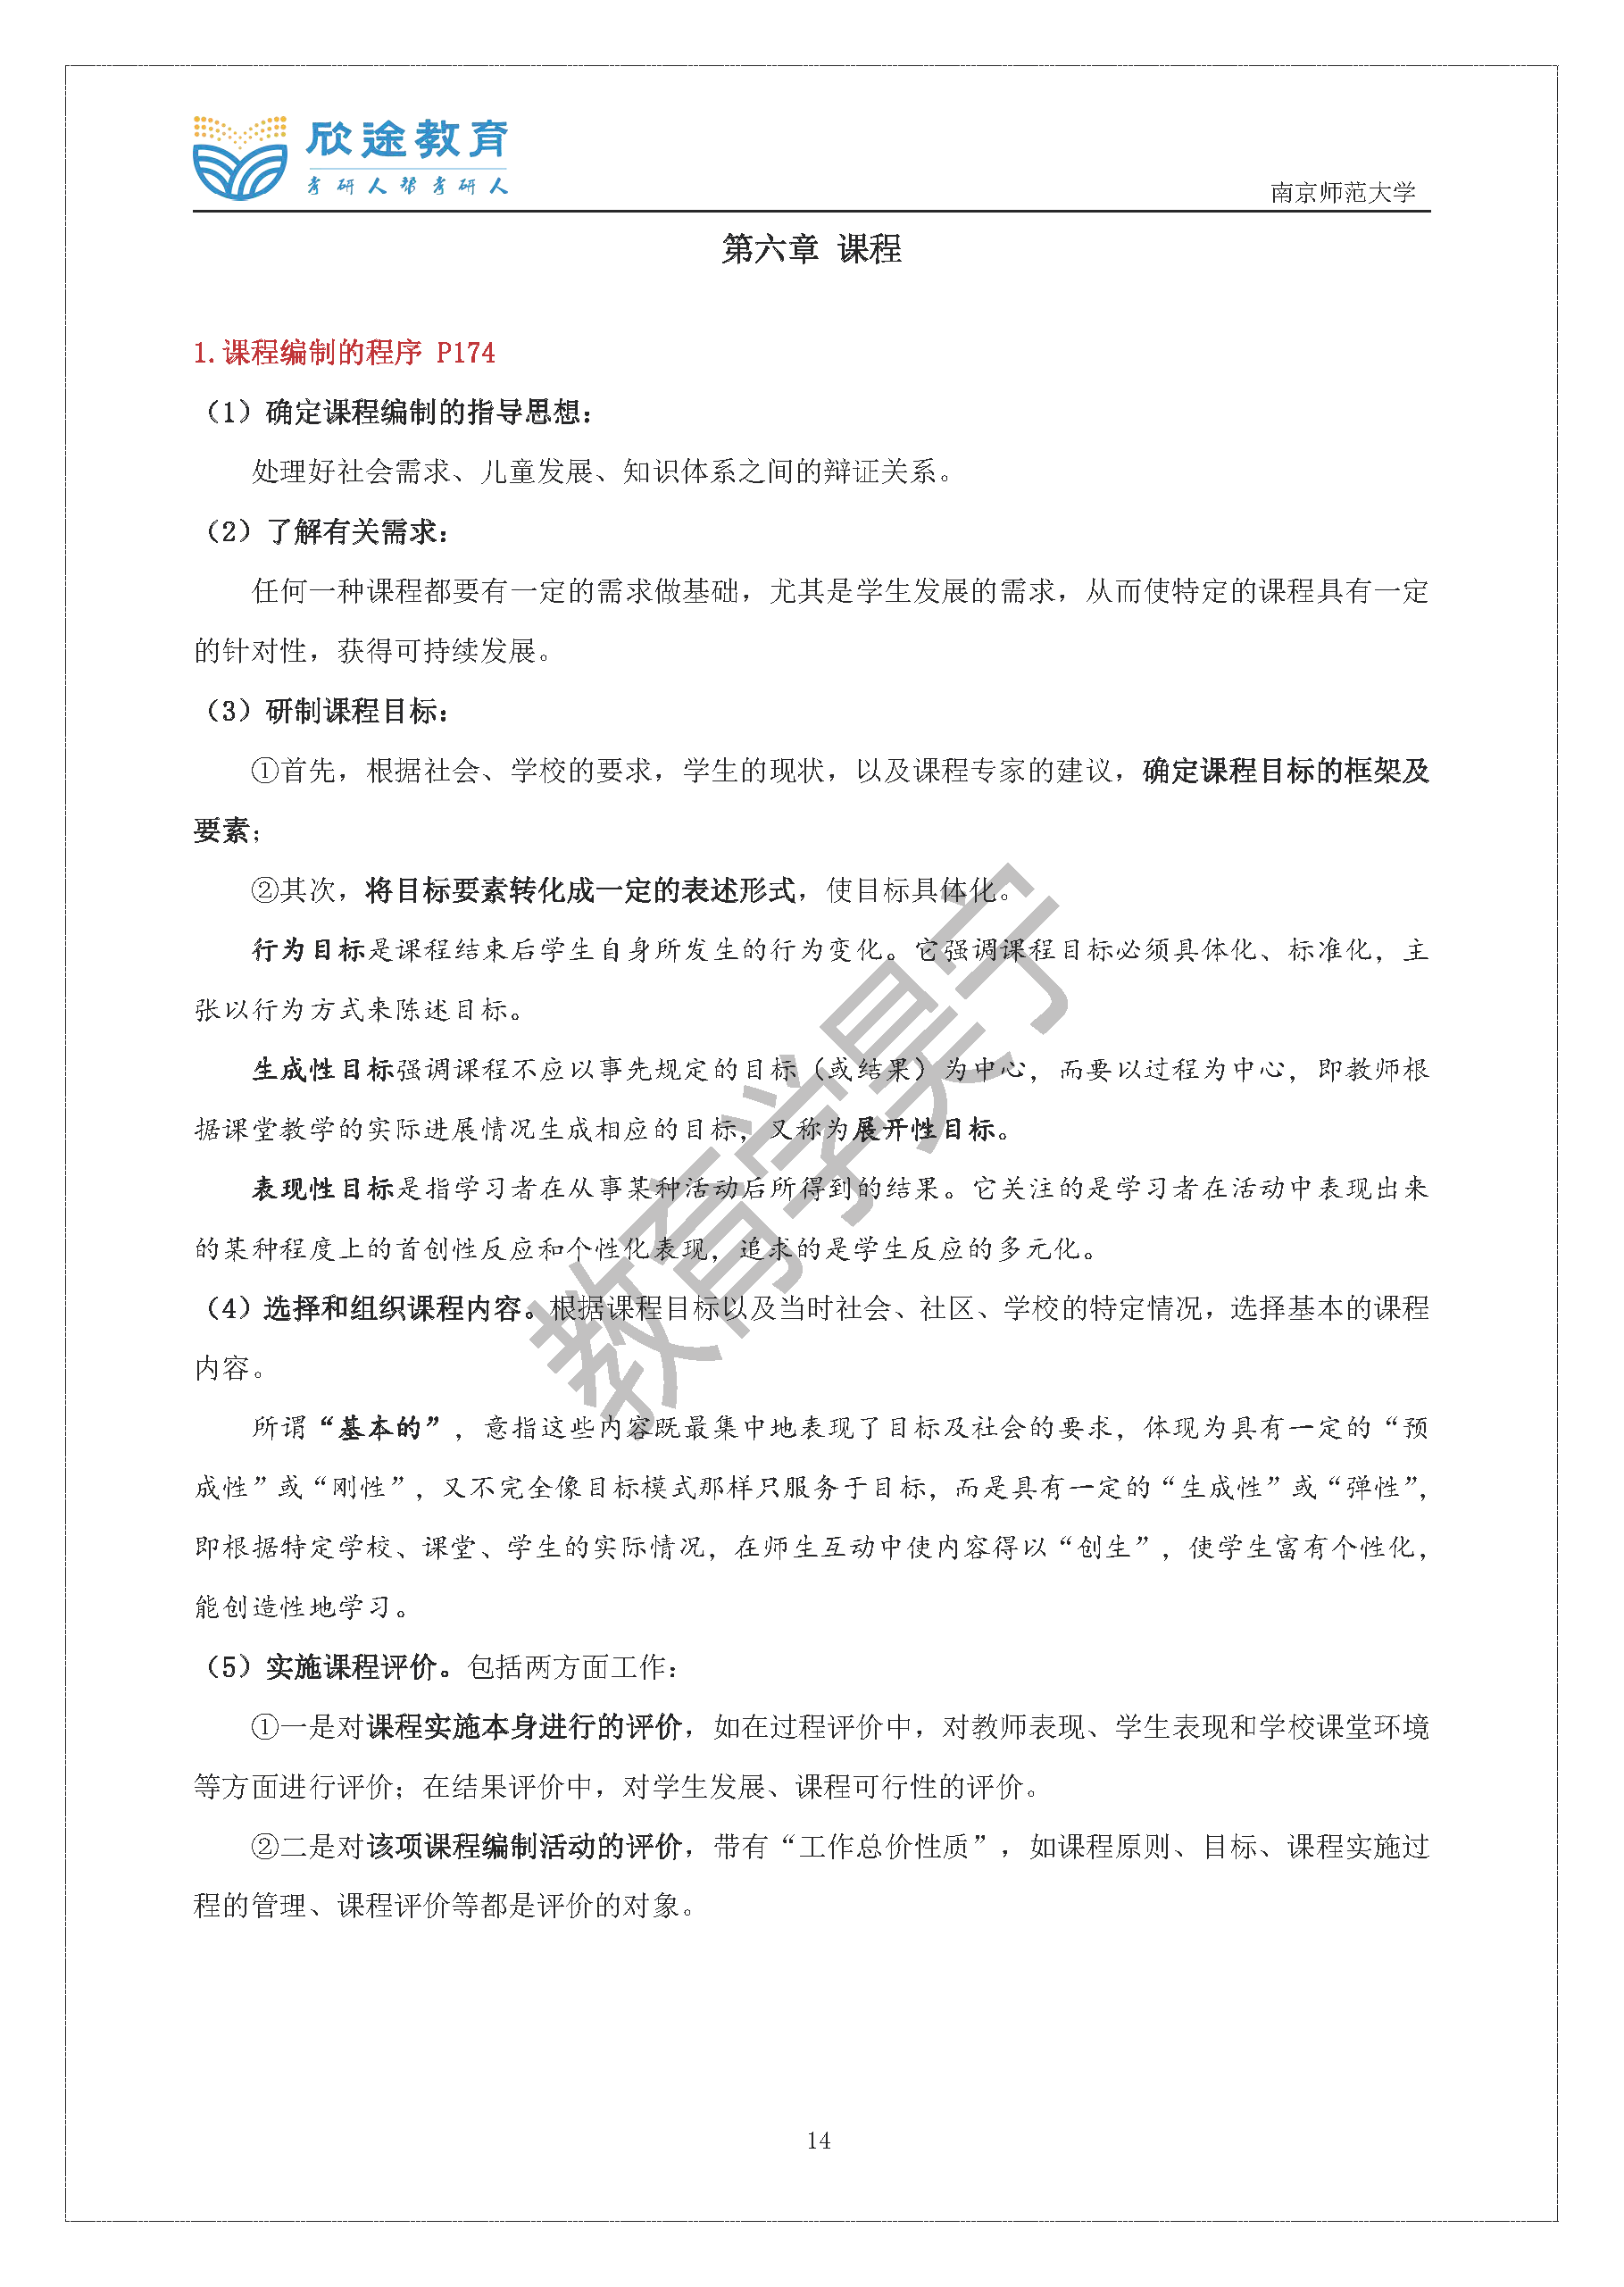 欣途教育
考研人帮考研人
南京师范大学
第六章 课程
1.课程编制的程序 P174
（1）确定课程编制的指导思想：
处理好社会需求、儿童发展、知识体系之间的辩证关系。
（2）了解有关需求：
任何一种课程都要有一定的需求做基础，尤其是学生发展的需求，从而使特定的课程具有一定
的针对性，获得可持续发展。
（3）研制课程目标：
①首先，根据社会、学校的要求，学生的现状，以及课程专家的建议，确定课程目标的框架及
要素；
②其次，将目标要素转化成一定的表述形式，使目标具体化。
行为目标是课程结束后学生自身所发生的行为变化。它强调课程目标必须具体化、标准化，主
张以行为方式来陈述目标。
生成性目标强调课程不应以事先规定的目标（或结果）为中心，而要以过程为中心，即教师根
据课堂教学的实际进展情况生成相应的目标，又称为展开性目标。
表现性目标是指学习者在从事某种活动后所得到的结果。它关注的是学习者在活动中表现出来
的某种程度上的首创性反应和个性化表现，追求的是学生反应的多元化。
（4）选择和组织课程内容。根据课程目标以及当时社会、社区、学校的特定情况，选择基本的课程
内容。
所谓“基本的”，意指这些内容既最集中地表现了目标及社会的要求，体现为具有一定的“预
成性”或“刚性”，又不完全像目标模式那样只服务于目标，而是具有一定的“生成性”或“弹性”，
即根据特定学校、课堂、学生的实际情况，在师生互动中使内容得以“创生”，使学生富有个性化，
能创造性地学习。
（5）实施课程评价。包括两方面工作：
①一是对课程实施本身进行的评价，如在过程评价中，对教师表现、学生表现和学校课堂环境
等方面进行评价；在结果评价中，对学生发展、课程可行性的评价。
②二是对该项课程编制活动的评价，带有“工作总价性质”，如课程原则、目标、课程实施过
程的管理、课程评价等都是评价的对象。
教育学昊宁
14